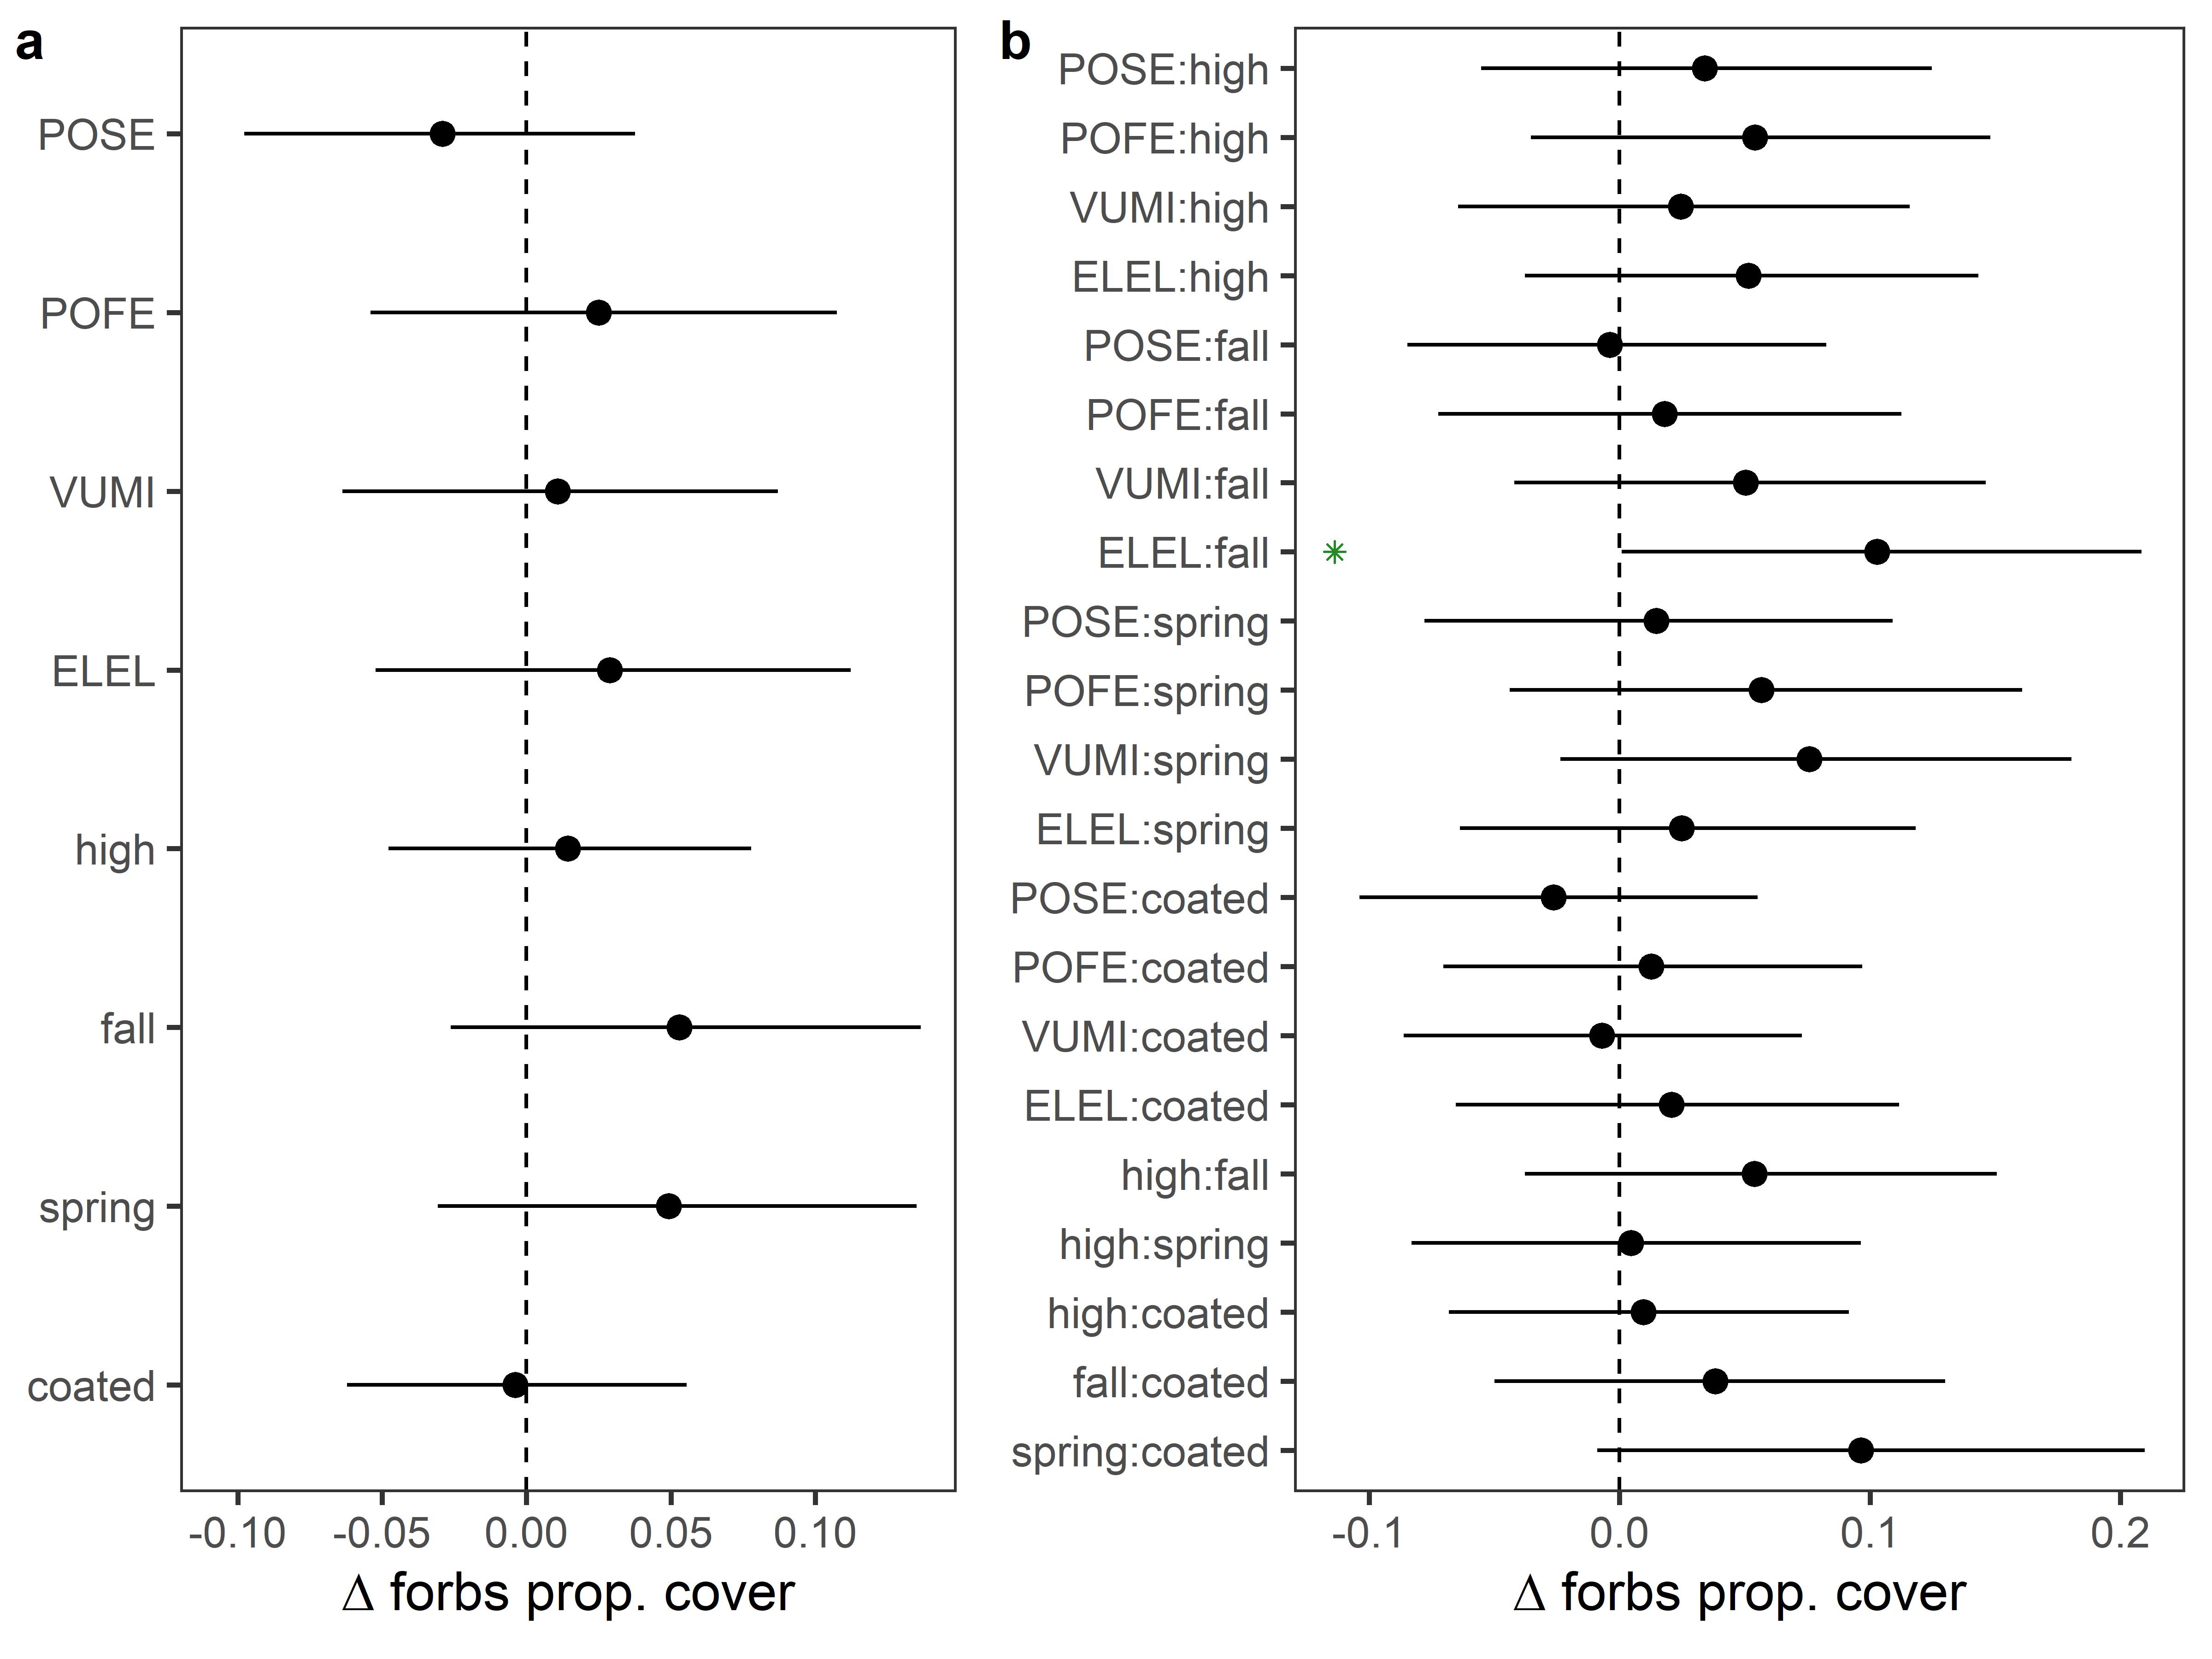 a
POSE
POFE
VUMI
ELEL
high
fall
spring
coated
-0.10 -0.05 0.00 0.05 0.10
Δ forbs prop. cover
b
POSE:high
POFE:high
VUMI:high
ELEL:high
POSE:fall
POFE:fall
VUMI:fall
ELEL:fall
POSE:spring
POFE:spring
VUMI:spring
ELEL:spring
POSE:coated
POFE:coated
VUMI:coated
ELEL:coated
high:fall
high:spring
high:coated
fall:coated
spring:coated
-0.1 0.0 0.1 0.2
Δ forbs prop. cover